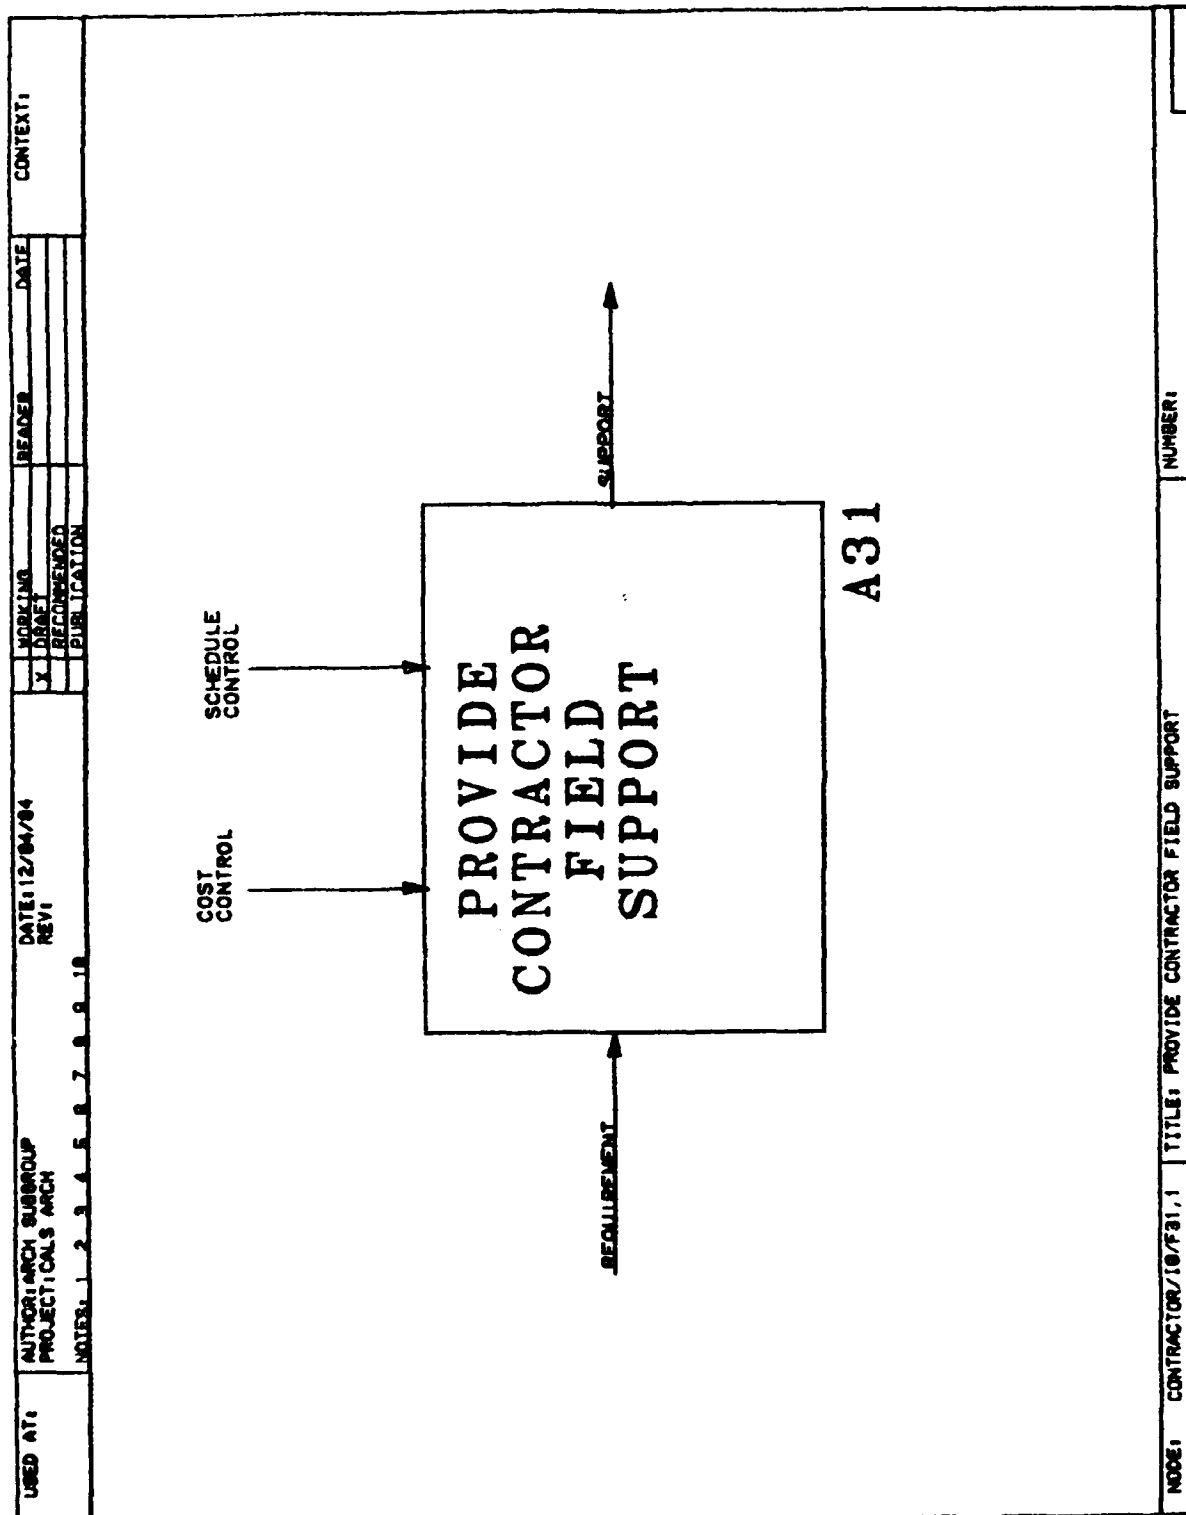 USED AT:
AUTHOR: ARCH SUBGROUP
PROJECT: CALS ARCH
NOTES: 1 2 3 4 5 6 7 8 9 10
DATE: 12/04/84
REV:
WORKING
X DRAFT
RECOMMENDED
PUBLICATION
READER DATE
CONTEXT:
COST
CONTROL
SCHEDULE
CONTROL
REQUIREMENT
PROVIDE
CONTRACTOR
FIELD
SUPPORT
SUPPORT
A31
NODE: CONTRACTOR/I0/F31.1
TITLE: PROVIDE CONTRACTOR FIELD SUPPORT
NUMBER: